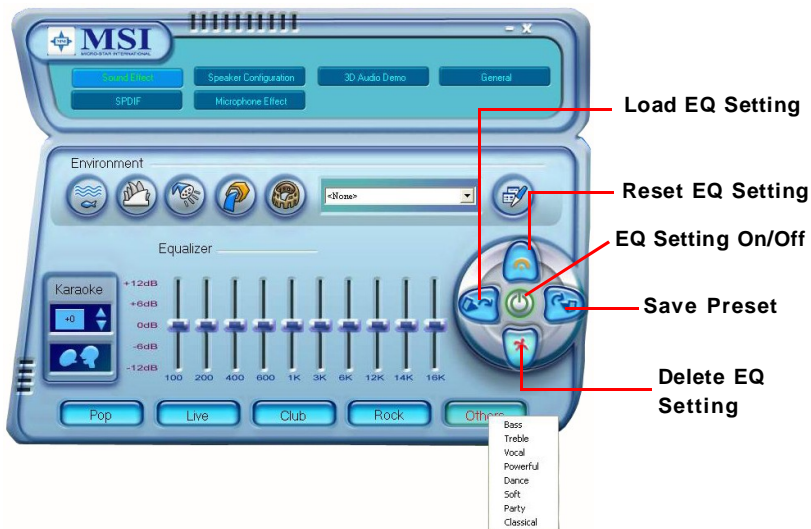 MSI
MICRO-STAR INTERNATIONAL
Sound Effect
Speaker Configuration
3D Audio Demo
General
SPDIF
Microphone Effect
Load EQ Setting
Environment
<None>
Reset EQ Setting
EQ Setting On/Off
Equalizer
Karaoke
+0
+12dB
+6dB
0dB
-6dB
-12dB
100 200 400 600 1K 3K 6K 12K 14K 16K
Save Preset
Delete EQ
Setting
Pop
Live
Club
Rock
Others
Bass
Treble
Vocal
Powerful
Dance
Soft
Party
Classical